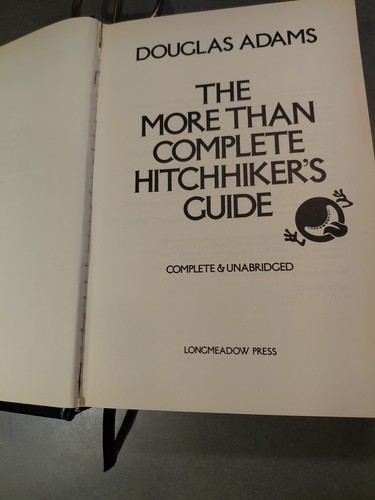 DOUGLAS ADAMS
THE
MORE THAN
COMPLETE
HITCHHIKER'S
GUIDE
COMPLETE & UNABRIDGED
LONGMEADOW PRESS